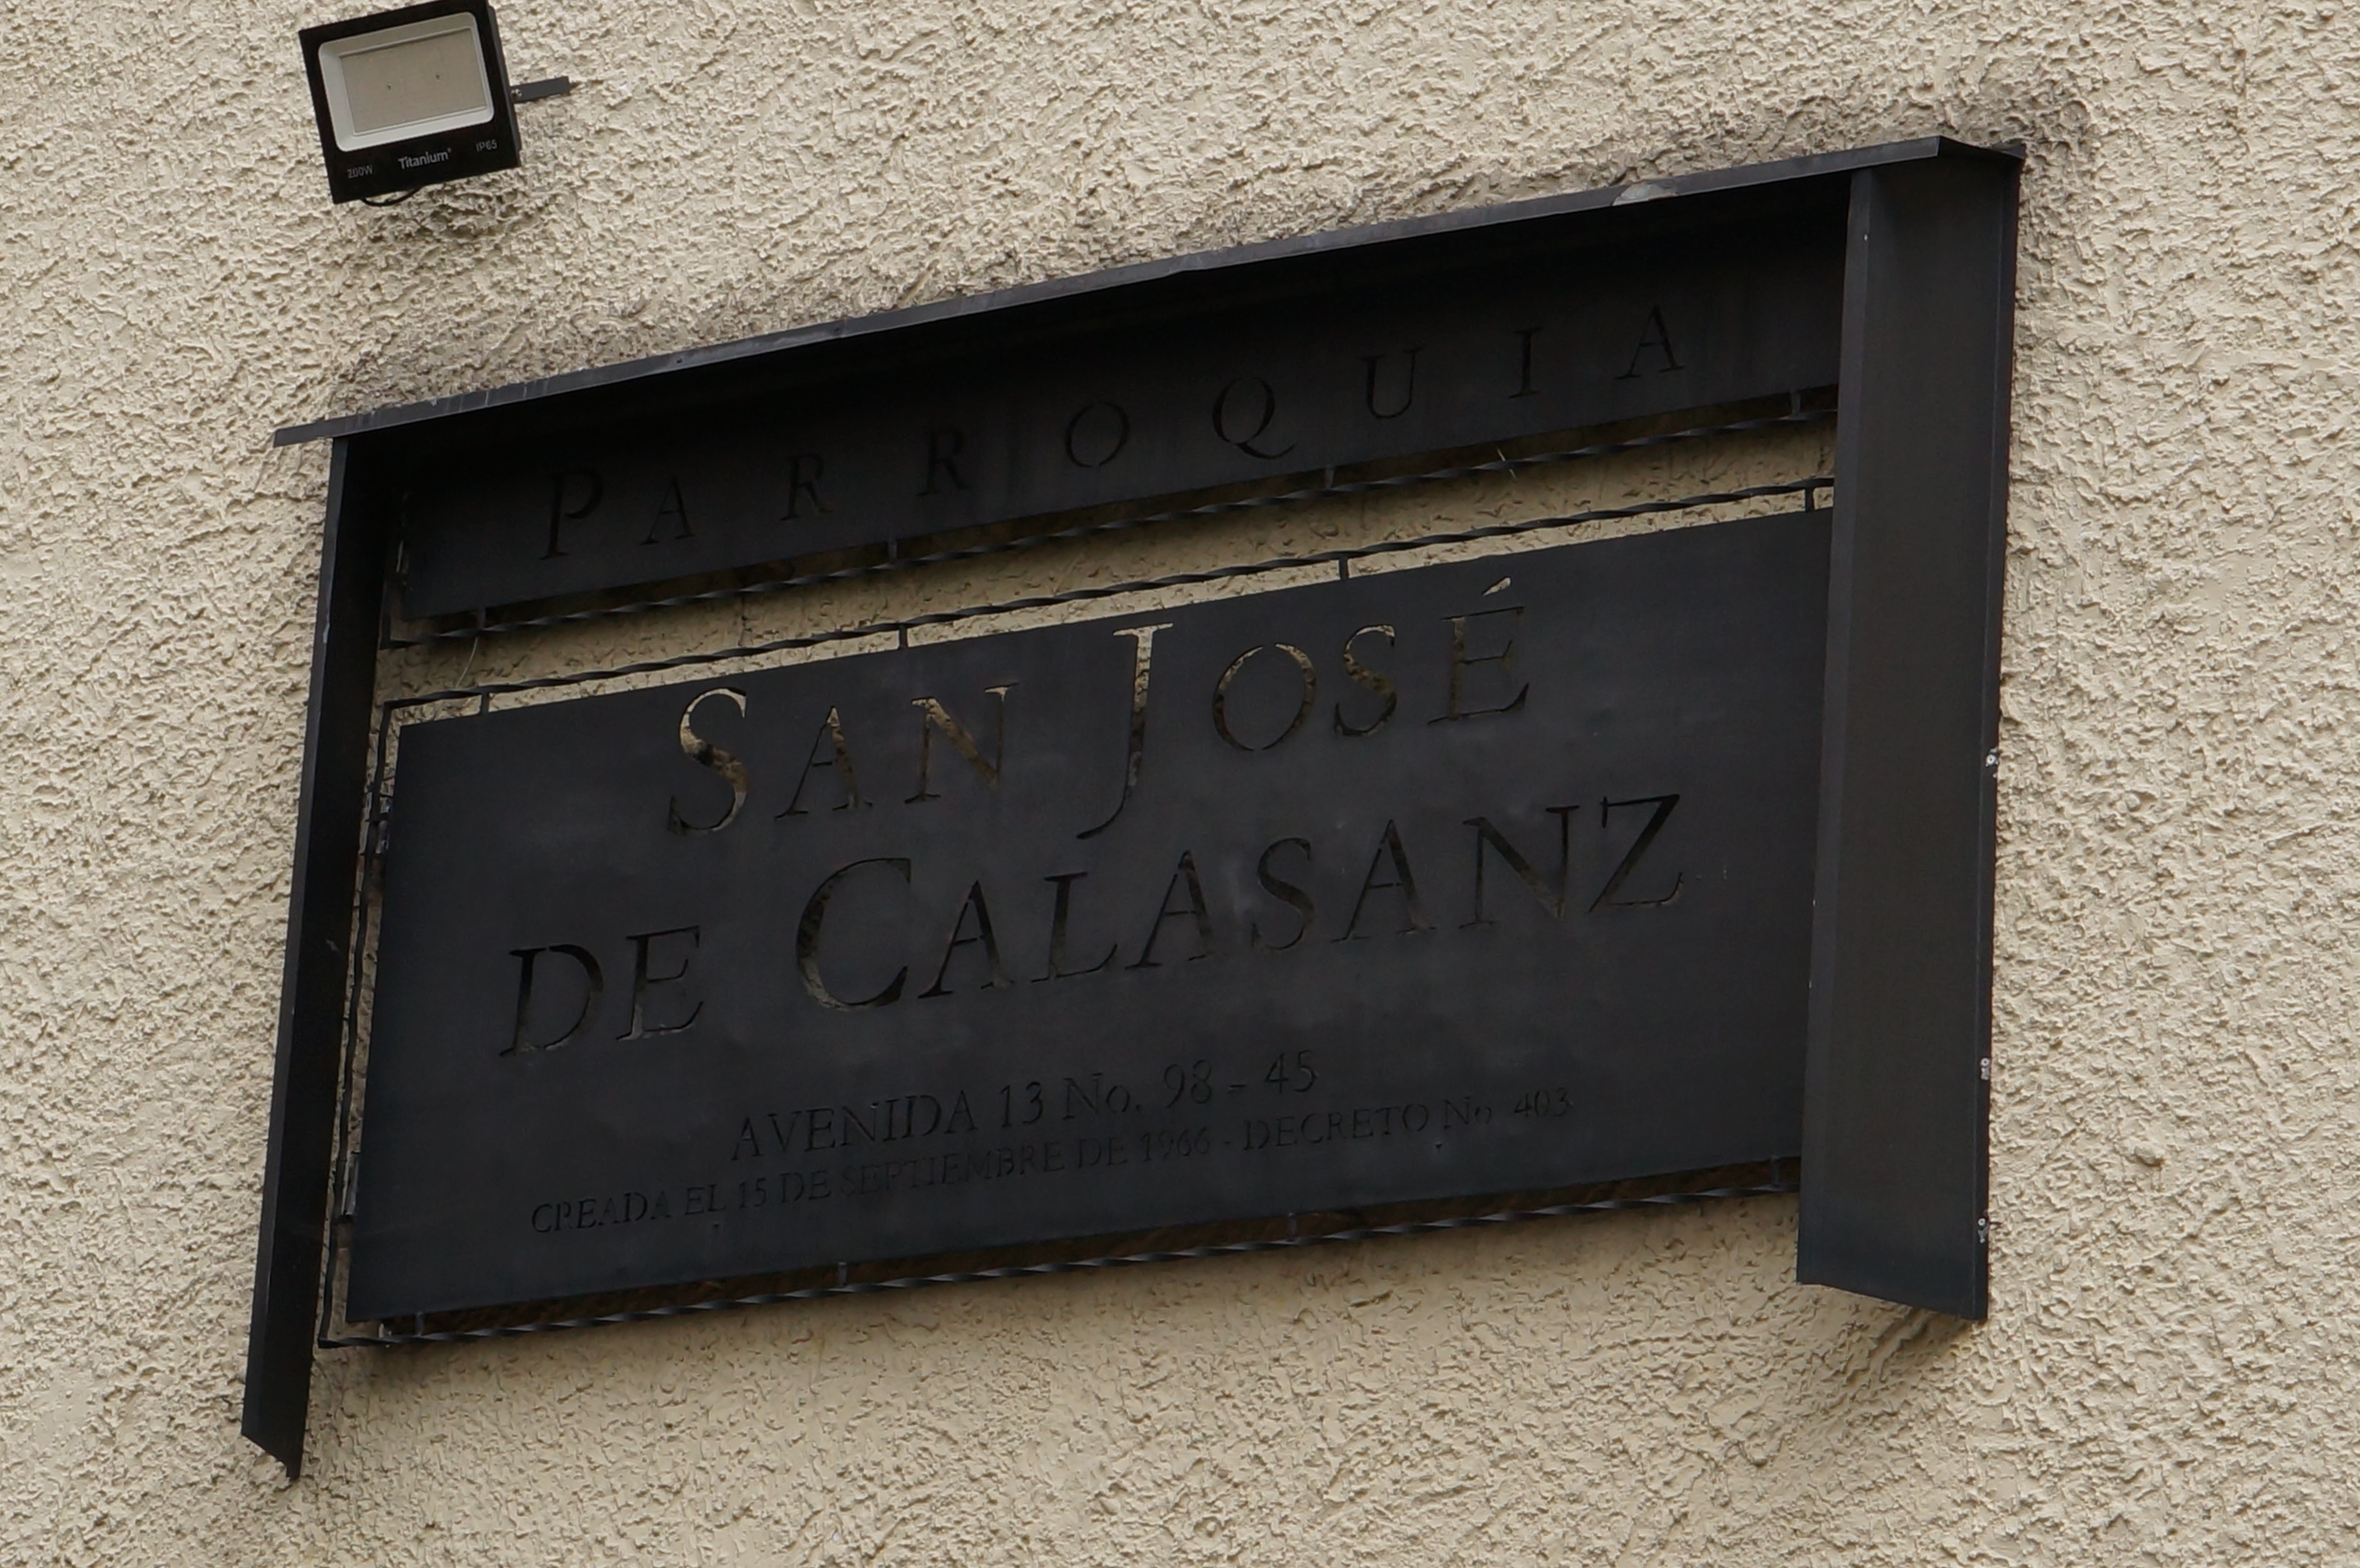 200W Titanium® IP65
PARROQUIA
SAN JOSÉ
DE CALASANZ
AVENIDA 13 No. 98 - 45
CREADA EL 15 DE SEPTIEMBRE DE 1966 - DECRETO No 403